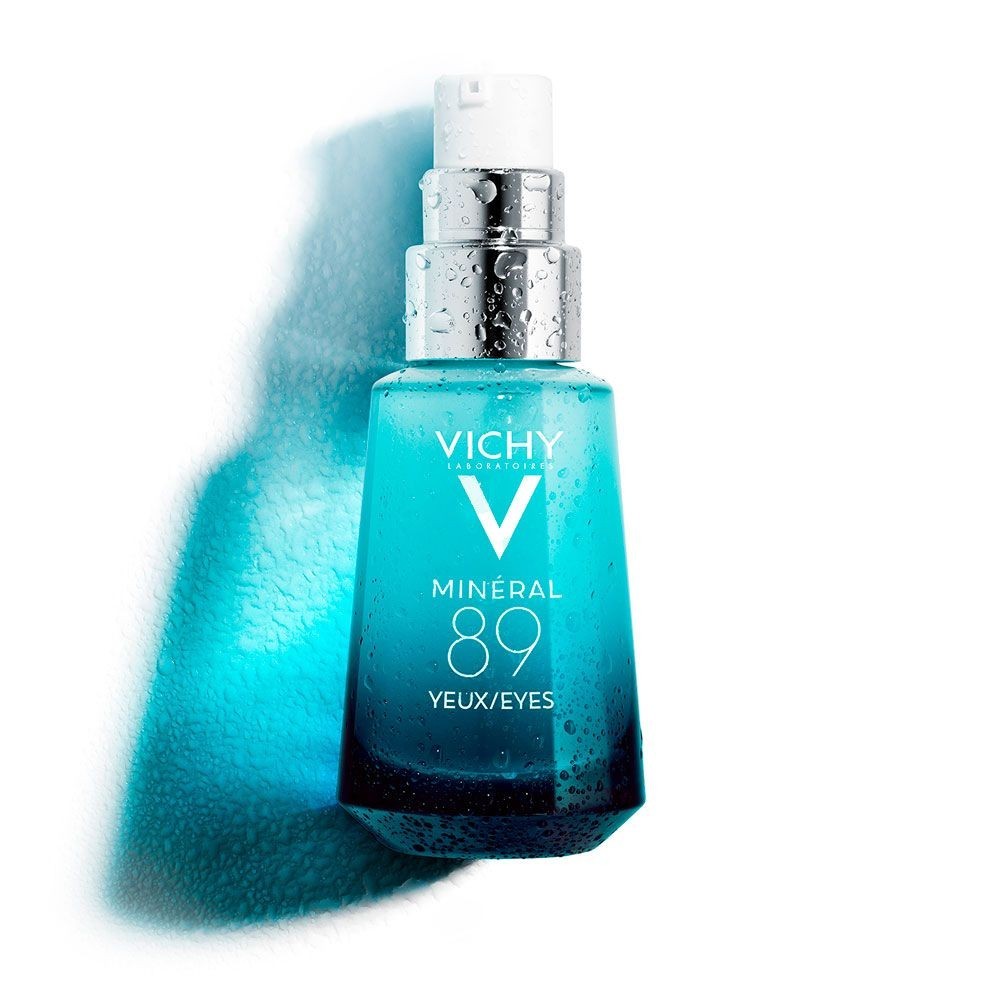 VICHY
LABORATOIRES
V
MINÉRAL
89
YEUX/EYES